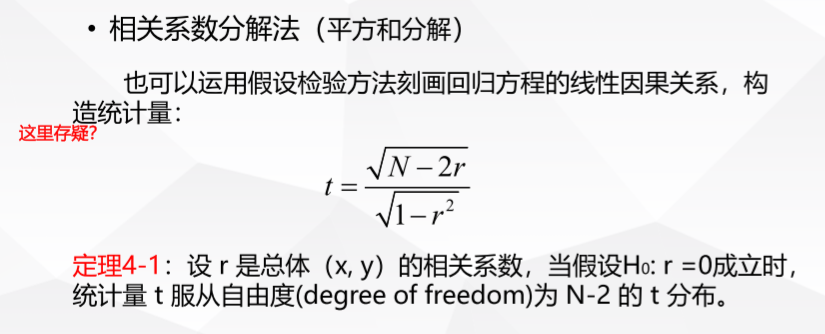 • 相关系数分解法（平方和分解）
也可以运用假设检验方法刻画回归方程的线性因果关系，构
造统计量：
这里存疑?
t = √(N − 2r) / √(1 − r²)
定理4-1：设 r 是总体（x, y）的相关系数，当假设H₀: r =0成立时，
统计量 t 服从自由度(degree of freedom)为 N-2 的 t 分布。